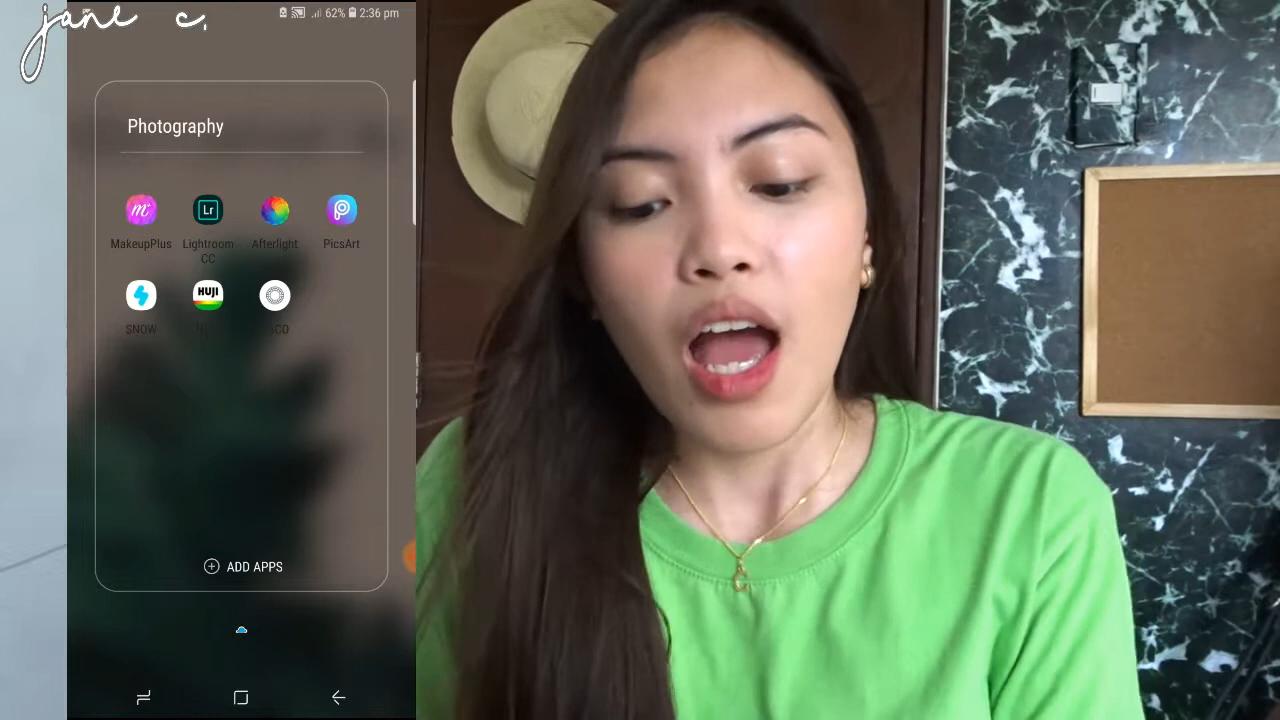 jane c.
62% 2:36 pm
Photography
m+ Lr
MakeupPlus Lightroom CC Afterlight PicsArt
HUJI
SNOW
ADD APPS